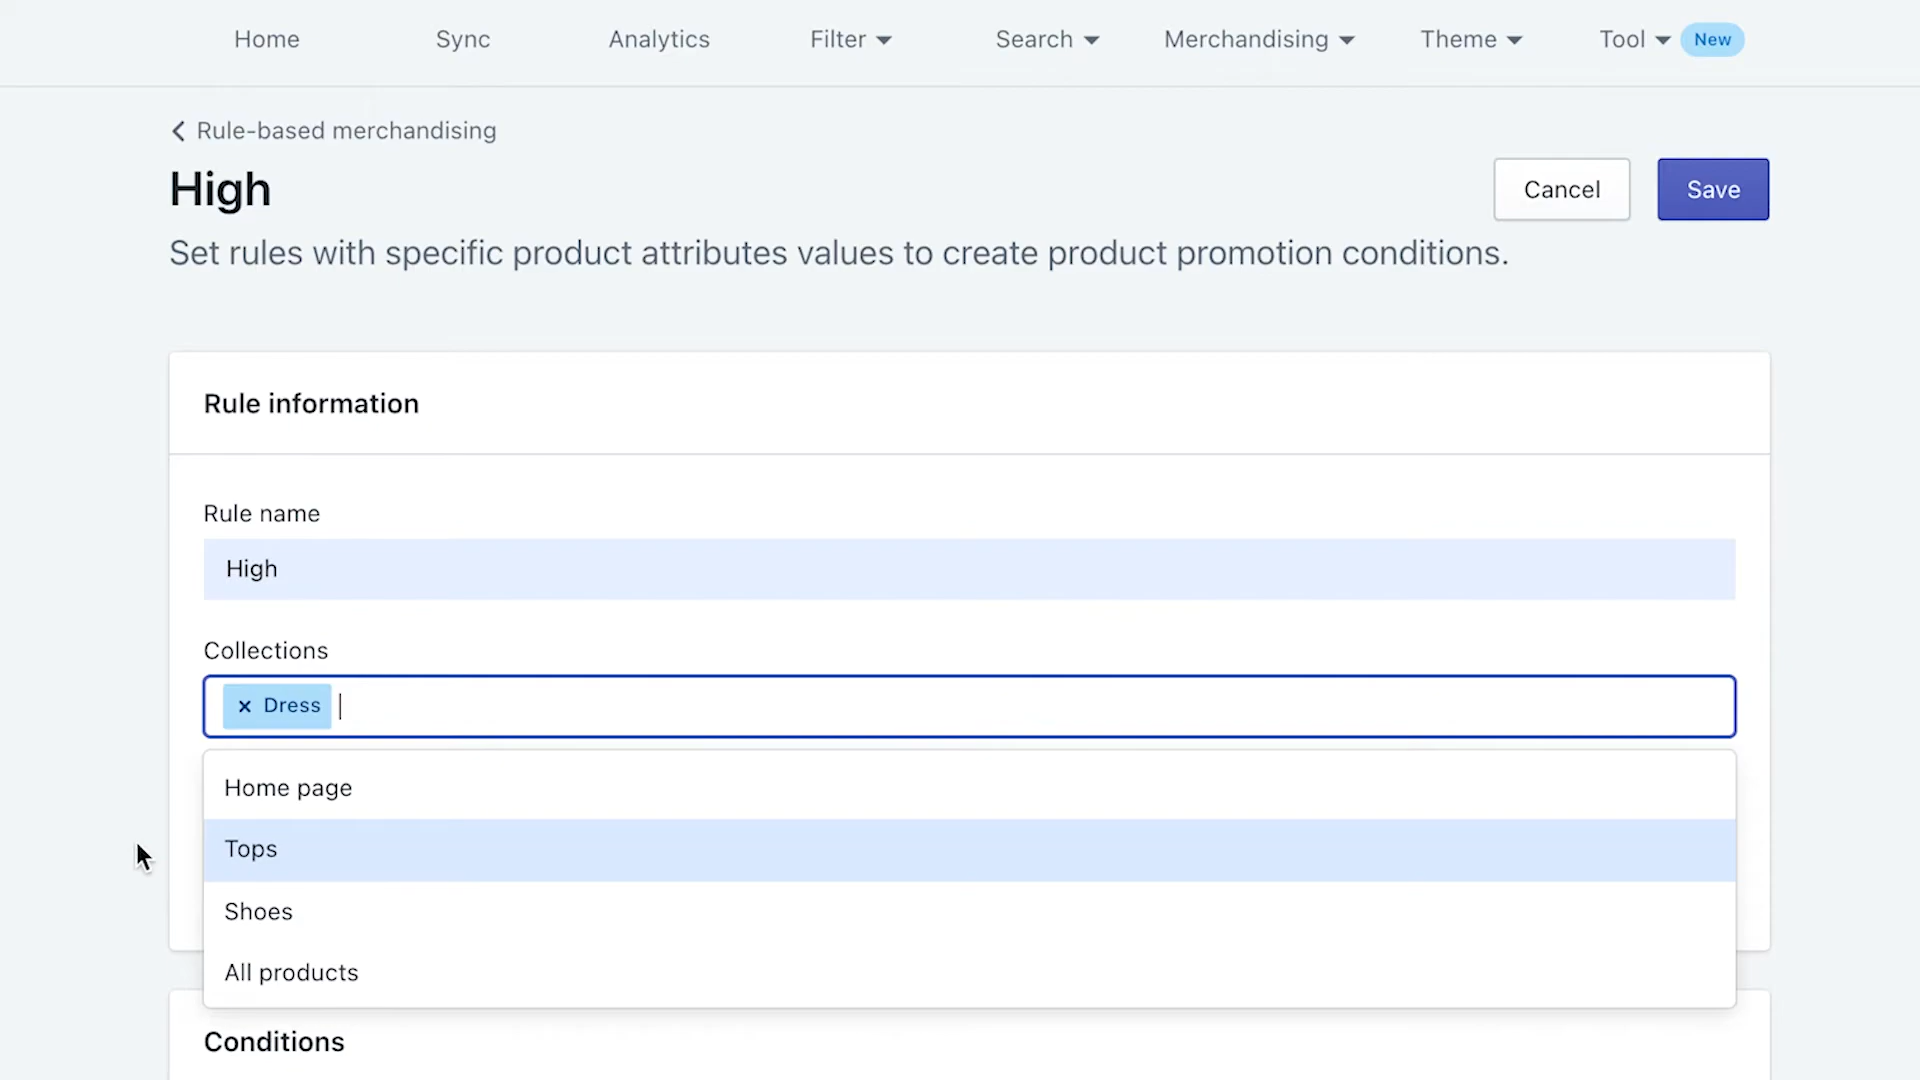 Home Sync Analytics Filter Search Merchandising Theme Tool New
Rule-based merchandising
High
Cancel Save
Set rules with specific product attributes values to create product promotion conditions.
Rule information
Rule name
High
Collections
× Dress
Home page
Tops
Shoes
All products
Conditions